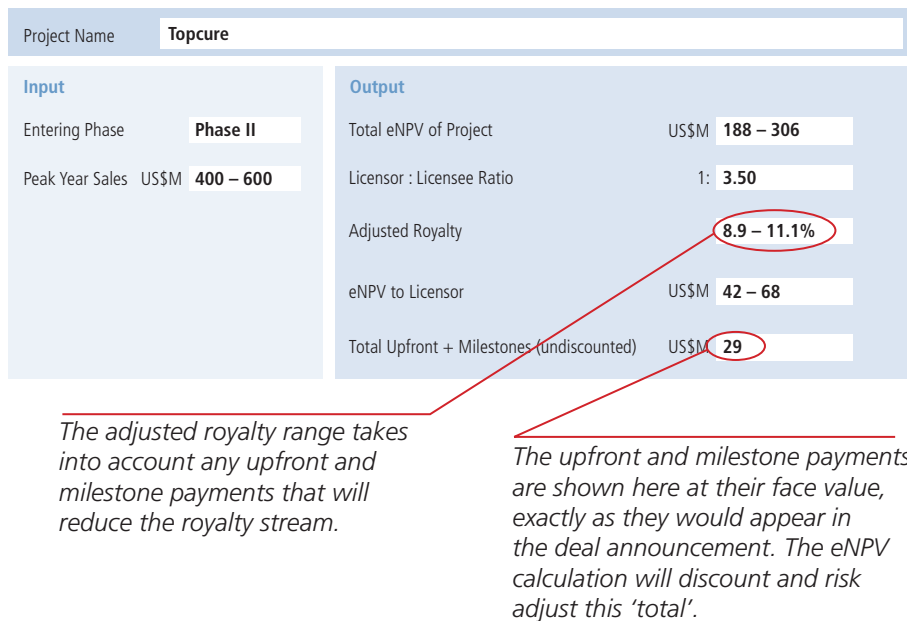 Project Name Topcure
Input
Entering Phase Phase II
Peak Year Sales US$M 400 – 600
Output
Total eNPV of Project US$M 188 – 306
Licensor : Licensee Ratio 1: 3.50
Adjusted Royalty 8.9 – 11.1%
eNPV to Licensor US$M 42 – 68
Total Upfront + Milestones (undiscounted) US$M 29
The adjusted royalty range takes
into account any upfront and
milestone payments that will
reduce the royalty stream.
The upfront and milestone payments
are shown here at their face value,
exactly as they would appear in
the deal announcement. The eNPV
calculation will discount and risk
adjust this ‘total’.